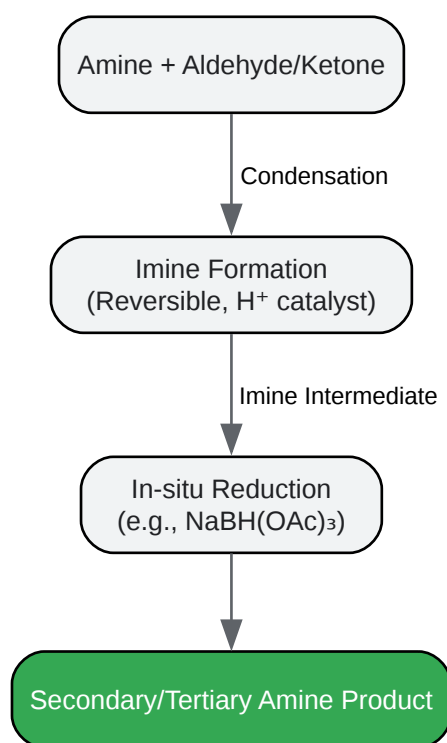 Amine + Aldehyde/Ketone
Condensation
Imine Formation
(Reversible, H⁺ catalyst)
Imine Intermediate
In-situ Reduction
(e.g., NaBH(OAc)₃)
Secondary/Tertiary Amine Product